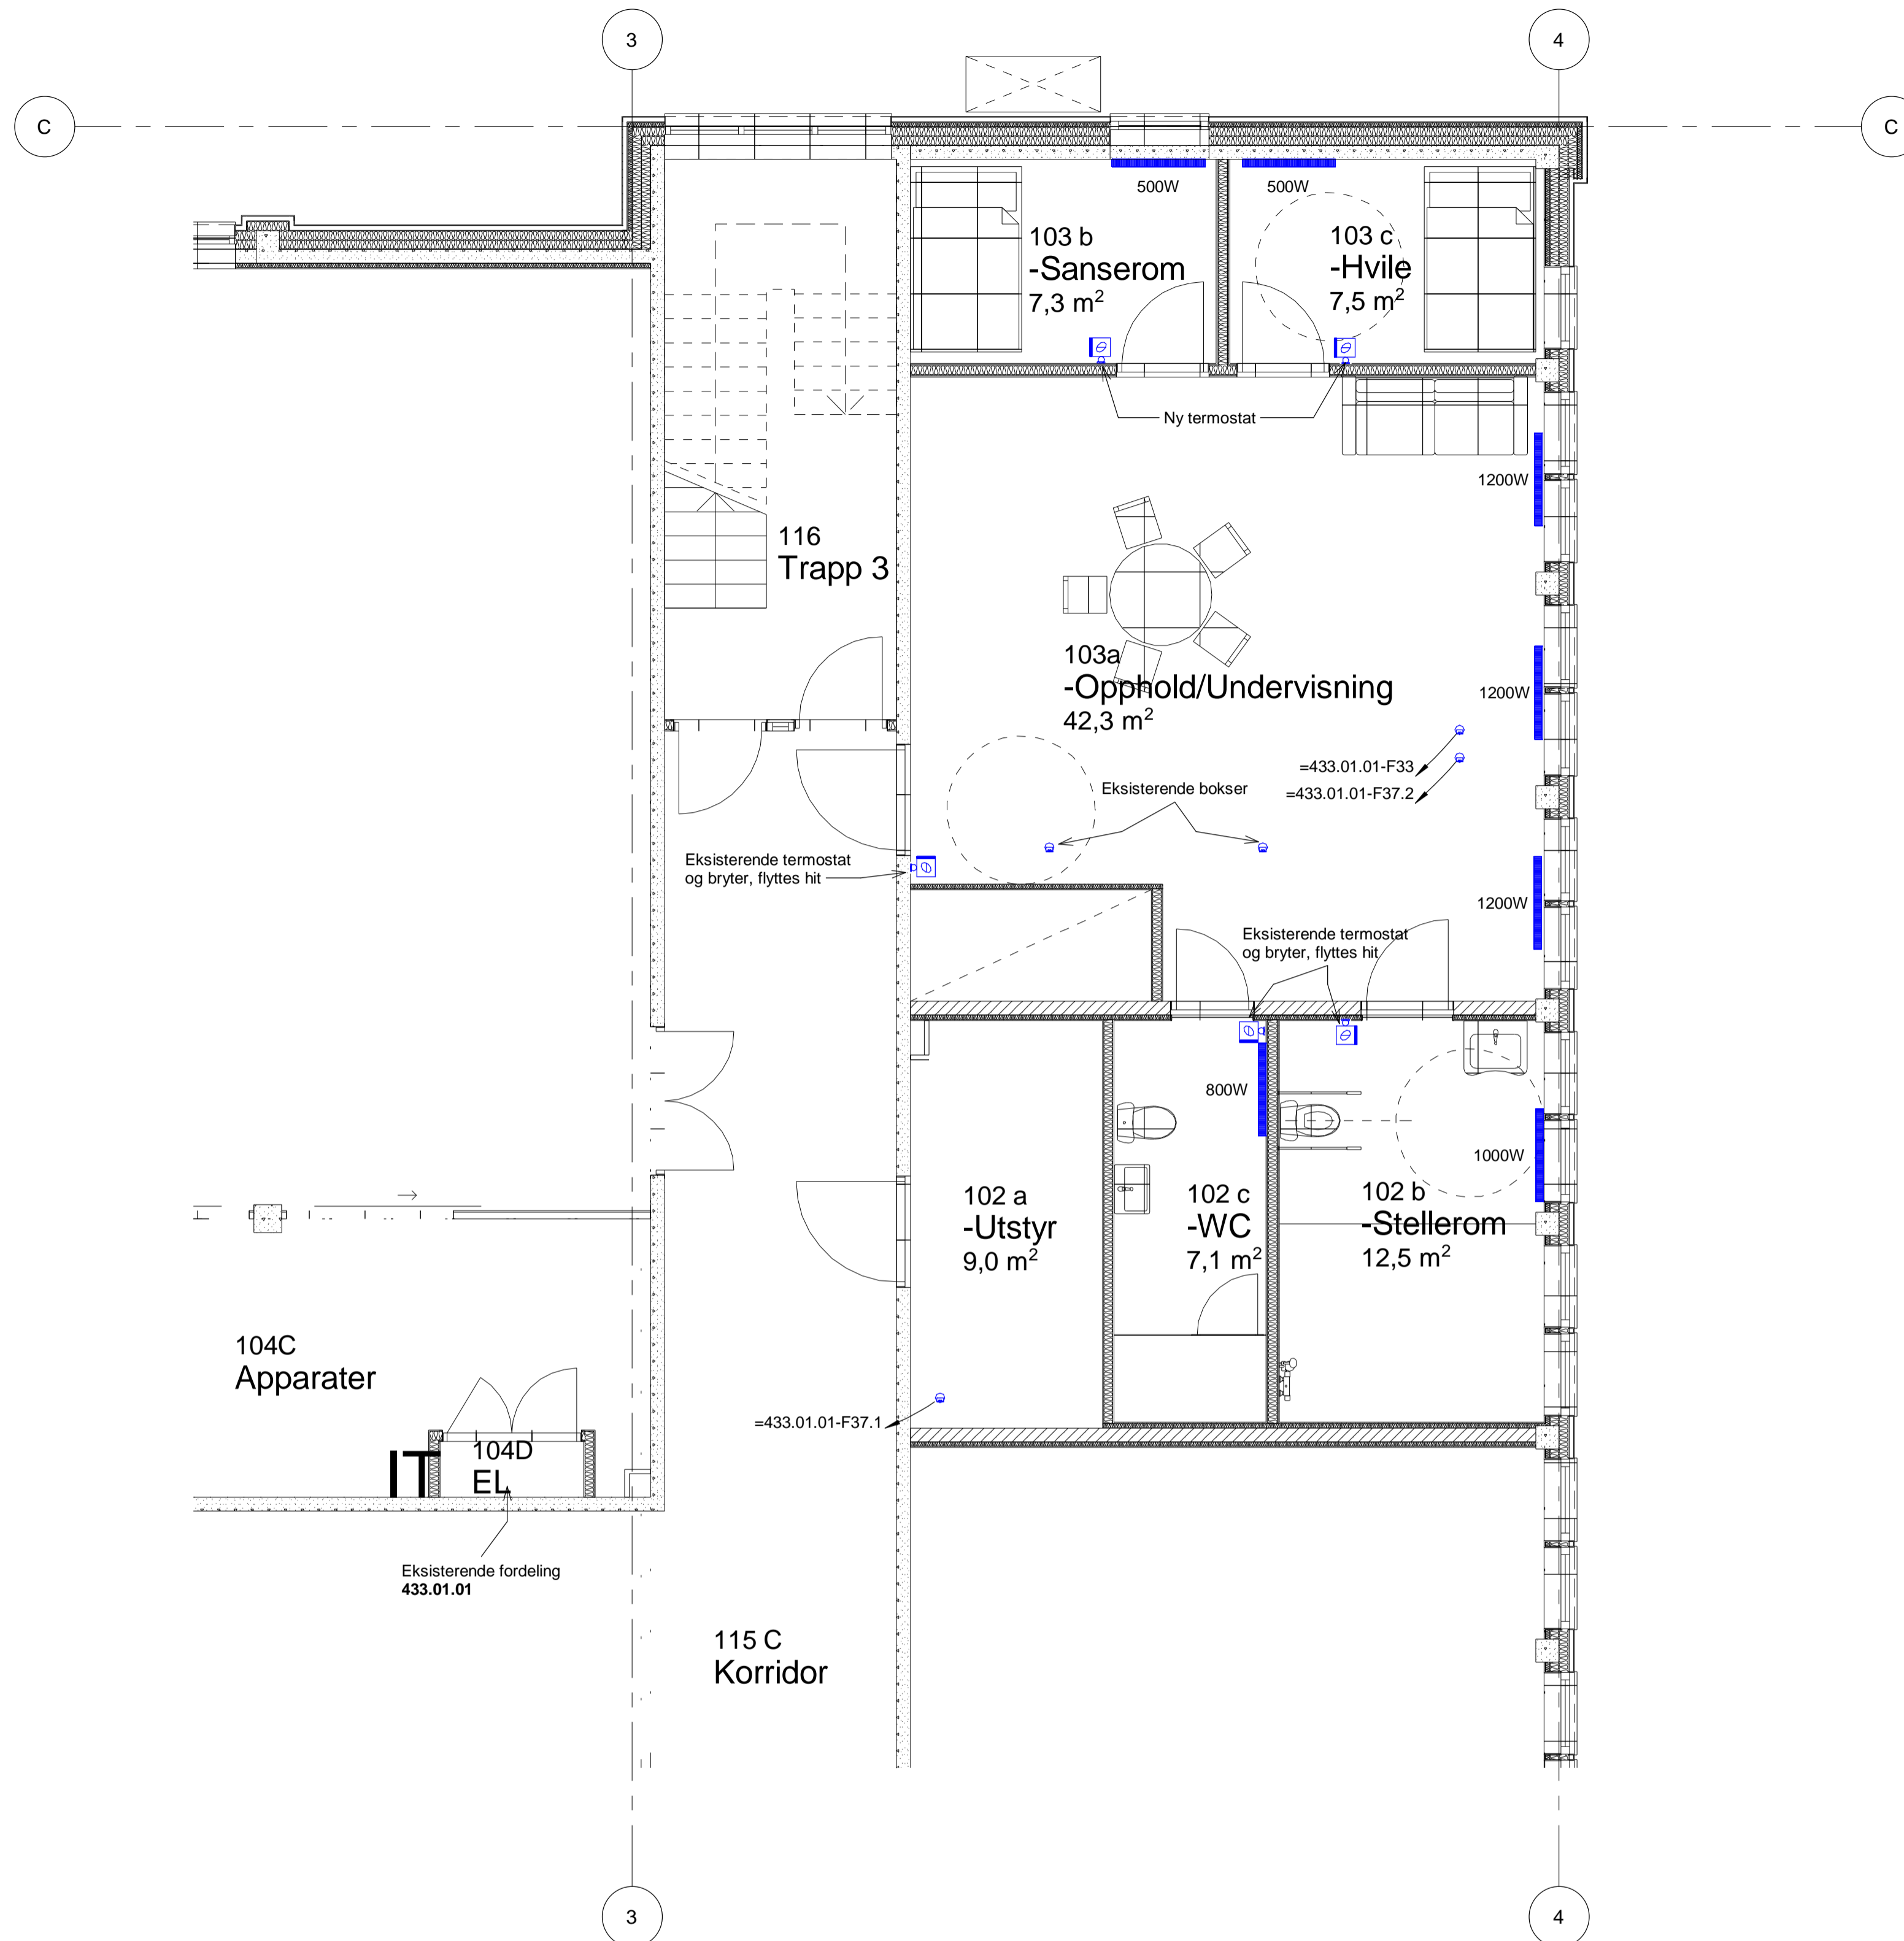 3
4
C
C
500W
500W
103 b
-Sanserom
7,3 m²
103 c
-Hvile
7,5 m²
Ny termostat
1200W
116
Trapp 3
103a
-Opphold/Undervisning
42,3 m²
1200W
=433.01.01-F33
=433.01.01-F37.2
Eksisterende bokser
Eksisterende termostat
og bryter, flyttes hit
1200W
Eksisterende termostat
og bryter, flyttes hit
800W
1000W
102 a
-Utstyr
9,0 m²
102 c
-WC
7,1 m²
102 b
-Stellerom
12,5 m²
104C
Apparater
=433.01.01-F37.1
IT
104D
EL
Eksisterende fordeling
433.01.01
115 C
Korridor
3
4